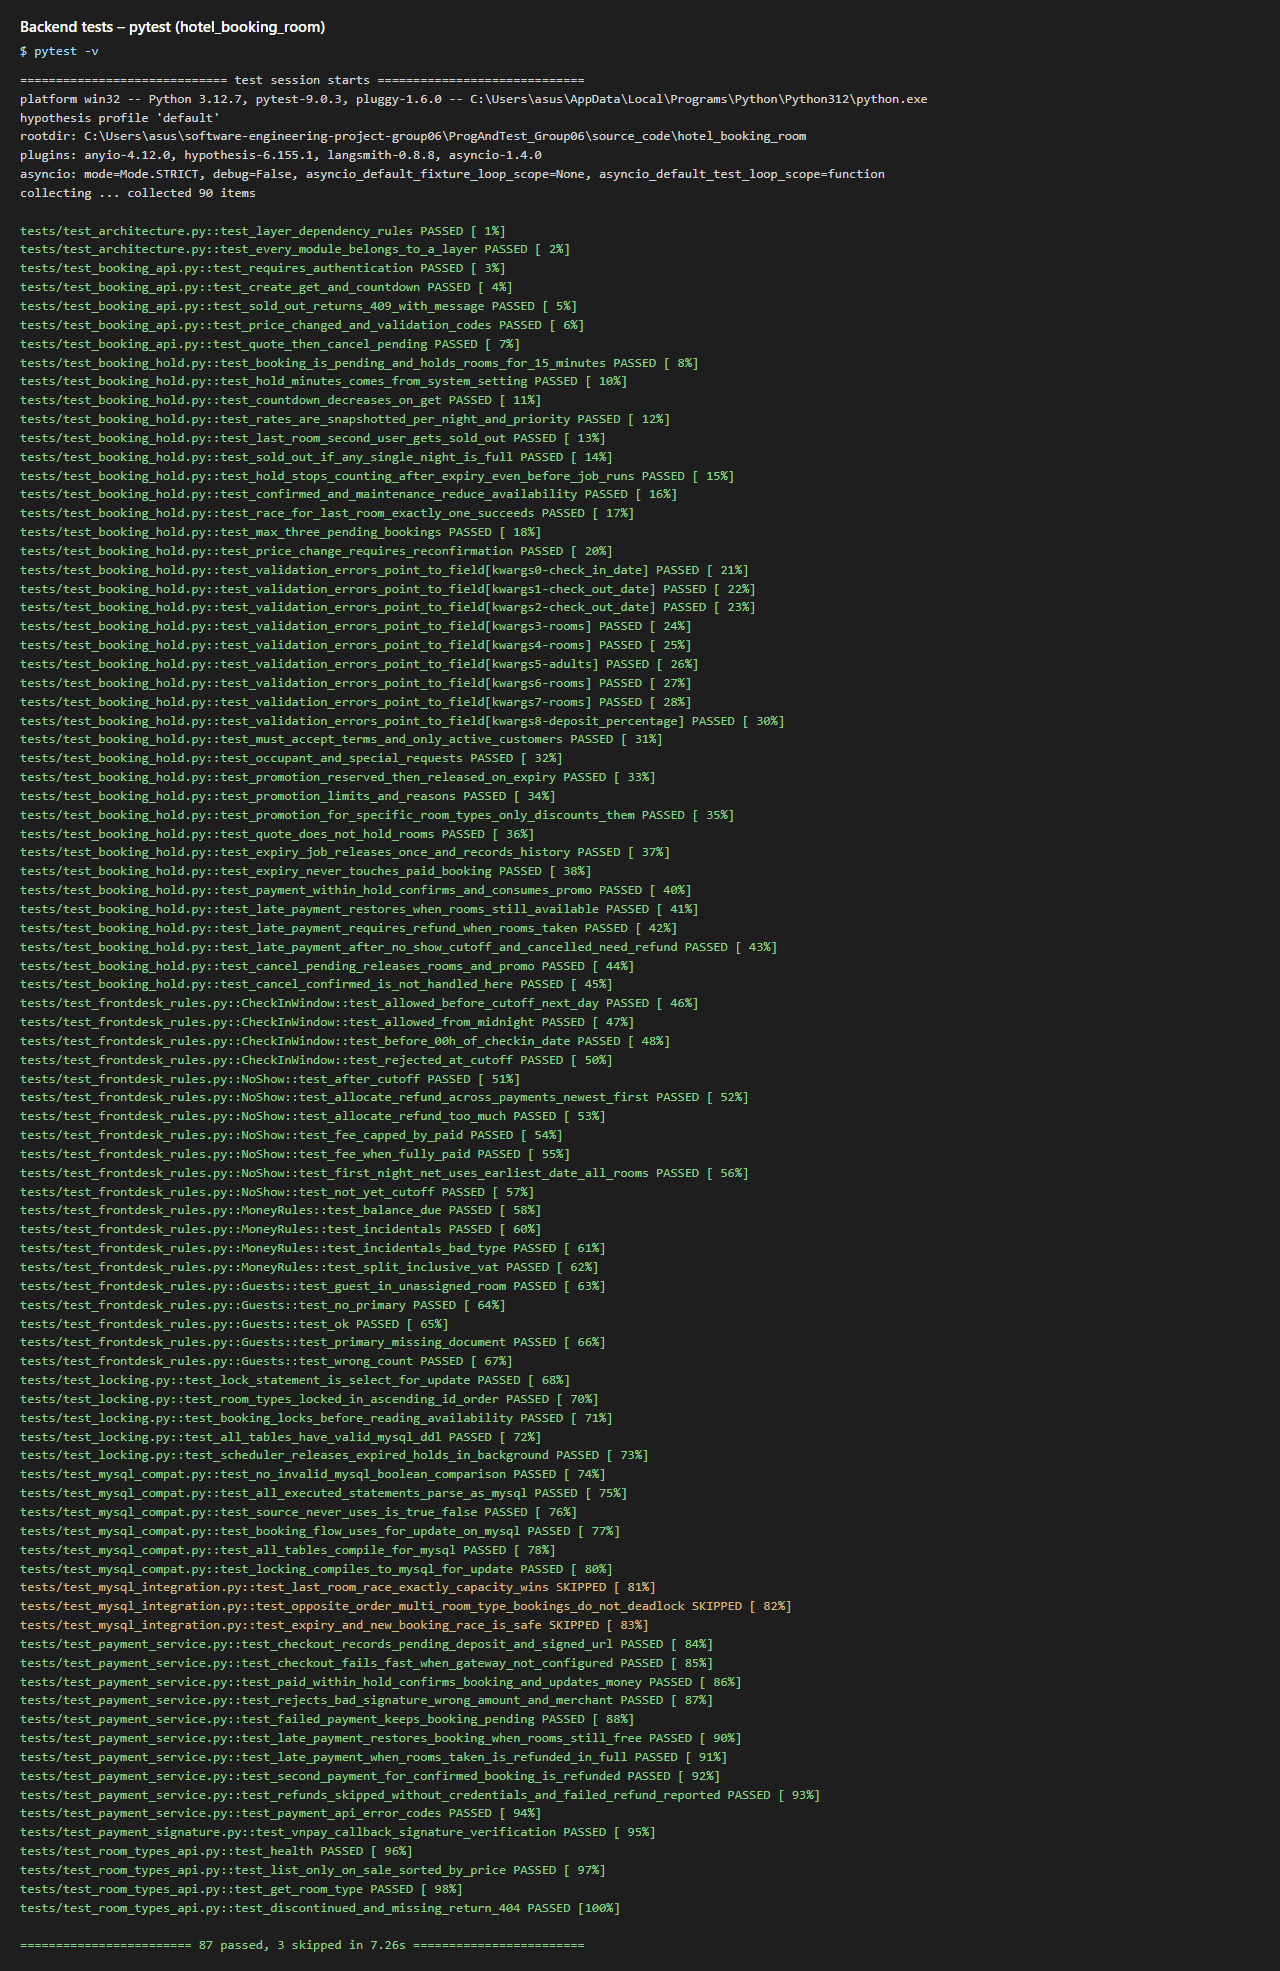 Backend tests – pytest (hotel_booking_room)
$ pytest -v
============================= test session starts =============================
platform win32 -- Python 3.12.7, pytest-9.0.3, pluggy-1.6.0 -- C:\Users\asus\AppData\Local\Programs\Python\Python312\python.exe
hypothesis profile 'default'
rootdir: C:\Users\asus\software-engineering-project-group06\ProgAndTest_Group06\source_code\hotel_booking_room
plugins: anyio-4.12.0, hypothesis-6.155.1, langsmith-0.8.8, asyncio-1.4.0
asyncio: mode=Mode.STRICT, debug=False, asyncio_default_fixture_loop_scope=None, asyncio_default_test_loop_scope=function
collecting ... collected 90 items
tests/test_architecture.py::test_layer_dependency_rules PASSED [ 1%]
tests/test_architecture.py::test_every_module_belongs_to_a_layer PASSED [ 2%]
tests/test_booking_api.py::test_requires_authentication PASSED [ 3%]
tests/test_booking_api.py::test_create_get_and_countdown PASSED [ 4%]
tests/test_booking_api.py::test_sold_out_returns_409_with_message PASSED [ 5%]
tests/test_booking_api.py::test_price_changed_and_validation_codes PASSED [ 6%]
tests/test_booking_api.py::test_quote_then_cancel_pending PASSED [ 7%]
tests/test_booking_hold.py::test_booking_is_pending_and_holds_rooms_for_15_minutes PASSED [ 8%]
tests/test_booking_hold.py::test_hold_minutes_comes_from_system_setting PASSED [ 10%]
tests/test_booking_hold.py::test_countdown_decreases_on_get PASSED [ 11%]
tests/test_booking_hold.py::test_rates_are_snapshotted_per_night_and_priority PASSED [ 12%]
tests/test_booking_hold.py::test_last_room_second_user_gets_sold_out PASSED [ 13%]
tests/test_booking_hold.py::test_sold_out_if_any_single_night_is_full PASSED [ 14%]
tests/test_booking_hold.py::test_hold_stops_counting_after_expiry_even_before_job_runs PASSED [ 15%]
tests/test_booking_hold.py::test_confirmed_and_maintenance_reduce_availability PASSED [ 16%]
tests/test_booking_hold.py::test_race_for_last_room_exactly_one_succeeds PASSED [ 17%]
tests/test_booking_hold.py::test_max_three_pending_bookings PASSED [ 18%]
tests/test_booking_hold.py::test_price_change_requires_reconfirmation PASSED [ 20%]
tests/test_booking_hold.py::test_validation_errors_point_to_field[kwargs0-check_in_date] PASSED [ 21%]
tests/test_booking_hold.py::test_validation_errors_point_to_field[kwargs1-check_out_date] PASSED [ 22%]
tests/test_booking_hold.py::test_validation_errors_point_to_field[kwargs2-check_out_date] PASSED [ 23%]
tests/test_booking_hold.py::test_validation_errors_point_to_field[kwargs3-rooms] PASSED [ 24%]
tests/test_booking_hold.py::test_validation_errors_point_to_field[kwargs4-rooms] PASSED [ 25%]
tests/test_booking_hold.py::test_validation_errors_point_to_field[kwargs5-adults] PASSED [ 26%]
tests/test_booking_hold.py::test_validation_errors_point_to_field[kwargs6-rooms] PASSED [ 27%]
tests/test_booking_hold.py::test_validation_errors_point_to_field[kwargs7-rooms] PASSED [ 28%]
tests/test_booking_hold.py::test_validation_errors_point_to_field[kwargs8-deposit_percentage] PASSED [ 30%]
tests/test_booking_hold.py::test_must_accept_terms_and_only_active_customers PASSED [ 31%]
tests/test_booking_hold.py::test_occupant_and_special_requests PASSED [ 32%]
tests/test_booking_hold.py::test_promotion_reserved_then_released_on_expiry PASSED [ 33%]
tests/test_booking_hold.py::test_promotion_limits_and_reasons PASSED [ 34%]
tests/test_booking_hold.py::test_promotion_for_specific_room_types_only_discounts_them PASSED [ 35%]
tests/test_booking_hold.py::test_quote_does_not_hold_rooms PASSED [ 36%]
tests/test_booking_hold.py::test_expiry_job_releases_once_and_records_history PASSED [ 37%]
tests/test_booking_hold.py::test_expiry_never_touches_paid_booking PASSED [ 38%]
tests/test_booking_hold.py::test_payment_within_hold_confirms_and_consumes_promo PASSED [ 40%]
tests/test_booking_hold.py::test_late_payment_restores_when_rooms_still_available PASSED [ 41%]
tests/test_booking_hold.py::test_late_payment_requires_refund_when_rooms_taken PASSED [ 42%]
tests/test_booking_hold.py::test_late_payment_after_no_show_cutoff_and_cancelled_need_refund PASSED [ 43%]
tests/test_booking_hold.py::test_cancel_pending_releases_rooms_and_promo PASSED [ 44%]
tests/test_booking_hold.py::test_cancel_confirmed_is_not_handled_here PASSED [ 45%]
tests/test_frontdesk_rules.py::CheckInWindow::test_allowed_before_cutoff_next_day PASSED [ 46%]
tests/test_frontdesk_rules.py::CheckInWindow::test_allowed_from_midnight PASSED [ 47%]
tests/test_frontdesk_rules.py::CheckInWindow::test_before_00h_of_checkin_date PASSED [ 48%]
tests/test_frontdesk_rules.py::CheckInWindow::test_rejected_at_cutoff PASSED [ 50%]
tests/test_frontdesk_rules.py::NoShow::test_after_cutoff PASSED [ 51%]
tests/test_frontdesk_rules.py::NoShow::test_allocate_refund_across_payments_newest_first PASSED [ 52%]
tests/test_frontdesk_rules.py::NoShow::test_allocate_refund_too_much PASSED [ 53%]
tests/test_frontdesk_rules.py::NoShow::test_fee_capped_by_paid PASSED [ 54%]
tests/test_frontdesk_rules.py::NoShow::test_fee_when_fully_paid PASSED [ 55%]
tests/test_frontdesk_rules.py::NoShow::test_first_night_net_uses_earliest_date_all_rooms PASSED [ 56%]
tests/test_frontdesk_rules.py::NoShow::test_not_yet_cutoff PASSED [ 57%]
tests/test_frontdesk_rules.py::MoneyRules::test_balance_due PASSED [ 58%]
tests/test_frontdesk_rules.py::MoneyRules::test_incidentals PASSED [ 60%]
tests/test_frontdesk_rules.py::MoneyRules::test_incidentals_bad_type PASSED [ 61%]
tests/test_frontdesk_rules.py::MoneyRules::test_split_inclusive_vat PASSED [ 62%]
tests/test_frontdesk_rules.py::Guests::test_guest_in_unassigned_room PASSED [ 63%]
tests/test_frontdesk_rules.py::Guests::test_no_primary PASSED [ 64%]
tests/test_frontdesk_rules.py::Guests::test_ok PASSED [ 65%]
tests/test_frontdesk_rules.py::Guests::test_primary_missing_document PASSED [ 66%]
tests/test_frontdesk_rules.py::Guests::test_wrong_count PASSED [ 67%]
tests/test_locking.py::test_lock_statement_is_select_for_update PASSED [ 68%]
tests/test_locking.py::test_room_types_locked_in_ascending_id_order PASSED [ 70%]
tests/test_locking.py::test_booking_locks_before_reading_availability PASSED [ 71%]
tests/test_locking.py::test_all_tables_have_valid_mysql_ddl PASSED [ 72%]
tests/test_locking.py::test_scheduler_releases_expired_holds_in_background PASSED [ 73%]
tests/test_mysql_compat.py::test_no_invalid_mysql_boolean_comparison PASSED [ 74%]
tests/test_mysql_compat.py::test_all_executed_statements_parse_as_mysql PASSED [ 75%]
tests/test_mysql_compat.py::test_source_never_uses_is_true_false PASSED [ 76%]
tests/test_mysql_compat.py::test_booking_flow_uses_for_update_on_mysql PASSED [ 77%]
tests/test_mysql_compat.py::test_all_tables_compile_for_mysql PASSED [ 78%]
tests/test_mysql_compat.py::test_locking_compiles_to_mysql_for_update PASSED [ 80%]
tests/test_mysql_integration.py::test_last_room_race_exactly_capacity_wins SKIPPED [ 81%]
tests/test_mysql_integration.py::test_opposite_order_multi_room_type_bookings_do_not_deadlock SKIPPED [ 82%]
tests/test_mysql_integration.py::test_expiry_and_new_booking_race_is_safe SKIPPED [ 83%]
tests/test_payment_service.py::test_checkout_records_pending_deposit_and_signed_url PASSED [ 84%]
tests/test_payment_service.py::test_checkout_fails_fast_when_gateway_not_configured PASSED [ 85%]
tests/test_payment_service.py::test_paid_within_hold_confirms_booking_and_updates_money PASSED [ 86%]
tests/test_payment_service.py::test_rejects_bad_signature_wrong_amount_and_merchant PASSED [ 87%]
tests/test_payment_service.py::test_failed_payment_keeps_booking_pending PASSED [ 88%]
tests/test_payment_service.py::test_late_payment_restores_booking_when_rooms_still_free PASSED [ 90%]
tests/test_payment_service.py::test_late_payment_when_rooms_taken_is_refunded_in_full PASSED [ 91%]
tests/test_payment_service.py::test_second_payment_for_confirmed_booking_is_refunded PASSED [ 92%]
tests/test_payment_service.py::test_refunds_skipped_without_credentials_and_failed_refund_reported PASSED [ 93%]
tests/test_payment_service.py::test_payment_api_error_codes PASSED [ 94%]
tests/test_payment_signature.py::test_vnpay_callback_signature_verification PASSED [ 95%]
tests/test_room_types_api.py::test_health PASSED [ 96%]
tests/test_room_types_api.py::test_list_only_on_sale_sorted_by_price PASSED [ 97%]
tests/test_room_types_api.py::test_get_room_type PASSED [ 98%]
tests/test_room_types_api.py::test_discontinued_and_missing_return_404 PASSED [100%]
======================== 87 passed, 3 skipped in 7.26s ========================